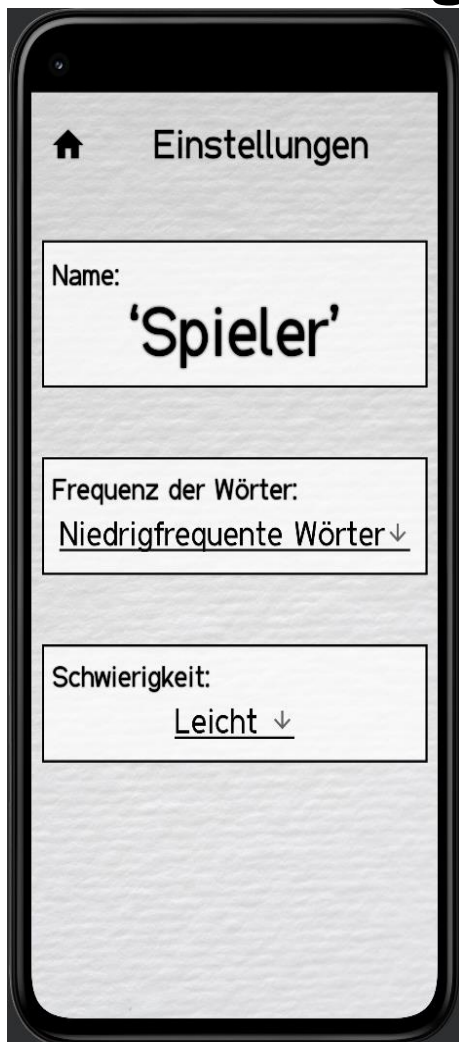 Einstellungen
Name:
‘Spieler’
Frequenz der Wörter:
Niedrigfrequente Wörter↓
Schwierigkeit:
Leicht ↓